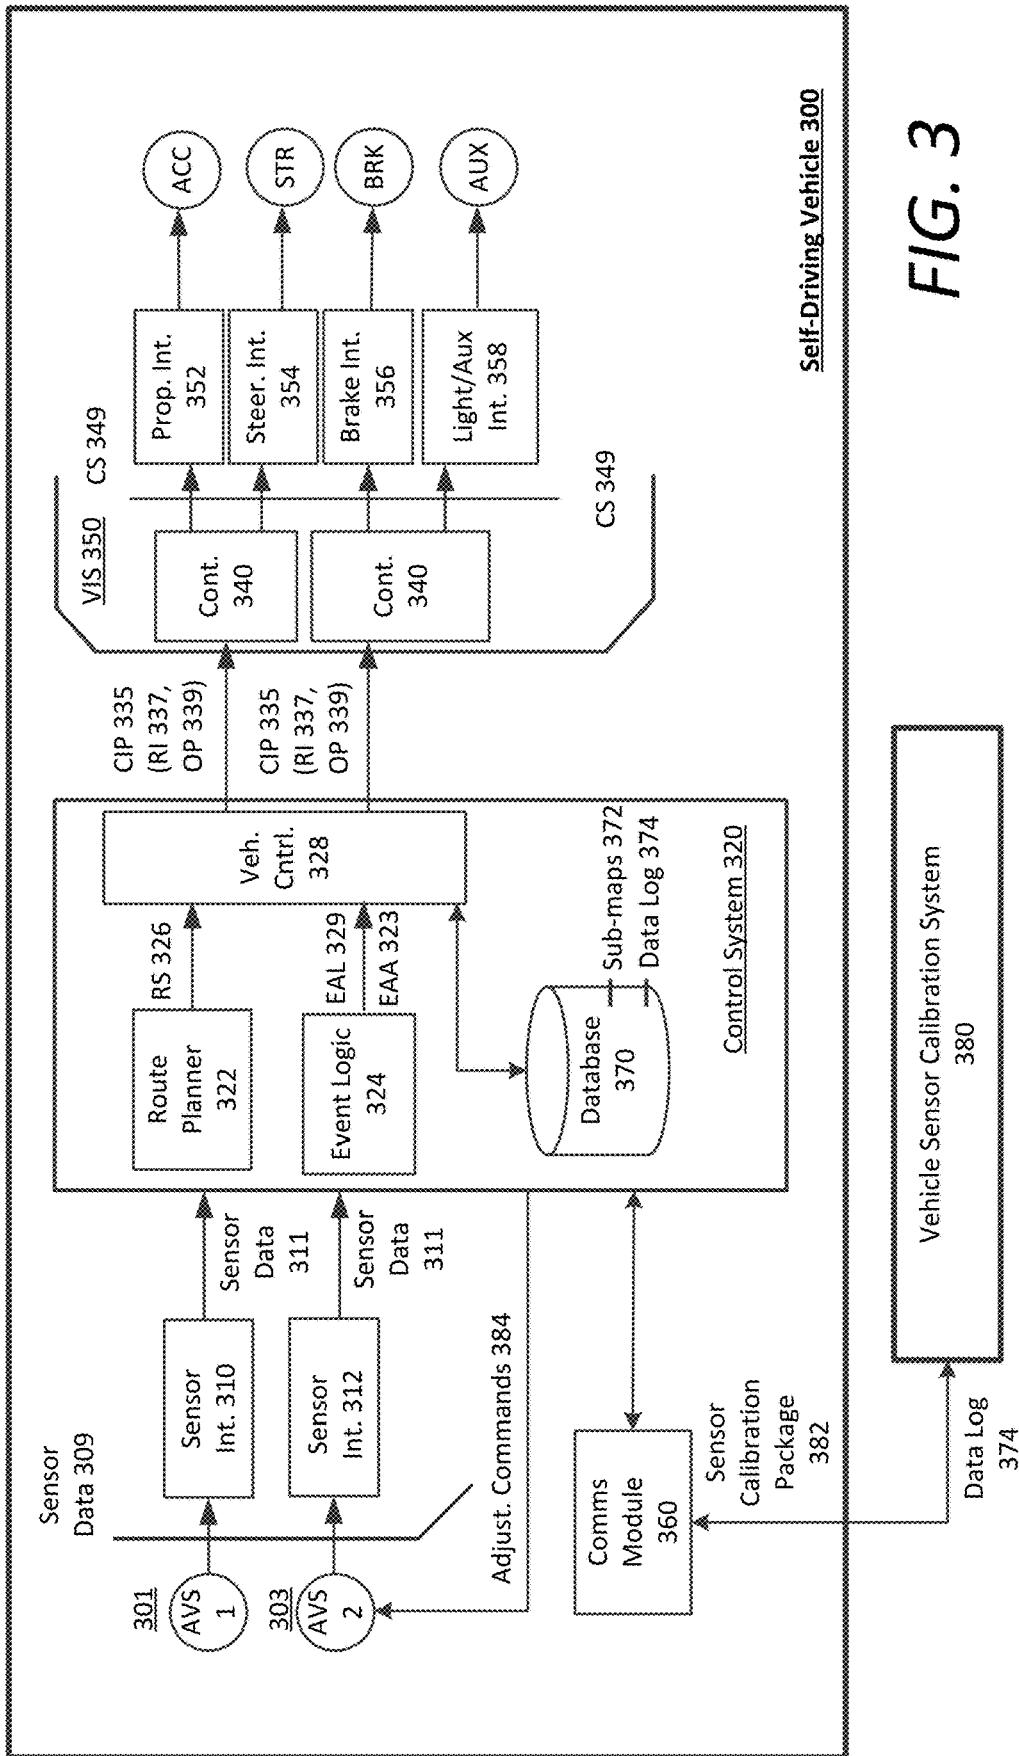 Sensor
Data 309
301
AVS
1
303
AVS
2
Sensor
Int. 310
Sensor
Int. 312
Sensor
Data
311
Sensor
Data
311
Adjust. Commands 384
Route
Planner
322
RS 326
Event Logic
324
EAL 329
EAA 323
Veh.
Cntrl.
328
Database
370
Sub-maps 372
Data Log 374
Control System 320
CIP 335
(RI 337,
OP 339)
CIP 335
(RI 337,
OP 339)
VIS 350
Cont.
340
Cont.
340
CS 349
CS 349
Prop. Int.
352
Steer. Int.
354
Brake Int.
356
Light/Aux
Int. 358
ACC
STR
BRK
AUX
Comms
Module
360
Sensor
Calibration
Package
382
Self-Driving Vehicle 300
Data Log
374
Vehicle Sensor Calibration System
380
FIG. 3